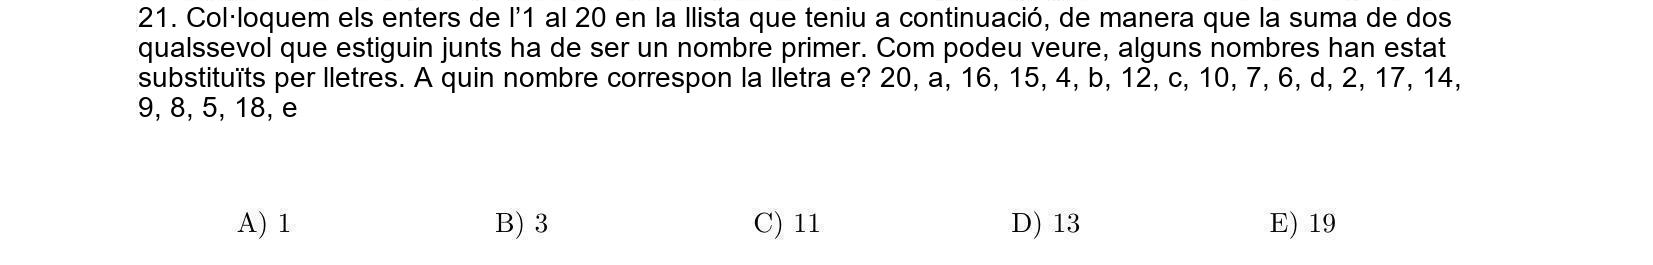 21. Col·loquem els enters de l’1 al 20 en la llista que teniu a continuació, de manera que la suma de dos
qualssevol que estiguin junts ha de ser un nombre primer. Com podeu veure, alguns nombres han estat
substituïts per lletres. A quin nombre correspon la lletra e? 20, a, 16, 15, 4, b, 12, c, 10, 7, 6, d, 2, 17, 14,
9, 8, 5, 18, e
A) 1 B) 3 C) 11 D) 13 E) 19